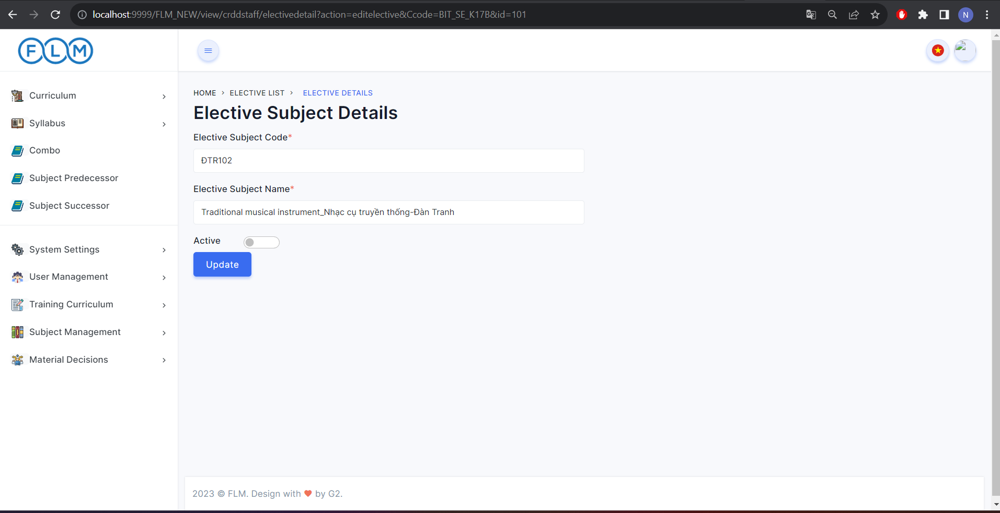 localhost:9999/FLM_NEW/view/crddstaff/electivedetail?action=editelective&Ccode=BIT_SE_K17B&id=101
N
FLM
Curriculum
Syllabus
Combo
Subject Predecessor
Subject Successor
System Settings
User Management
Training Curriculum
Subject Management
Material Decisions
HOME > ELECTIVE LIST > ELECTIVE DETAILS
Elective Subject Details
Elective Subject Code*
ĐTR102
Elective Subject Name*
Traditional musical instrument_Nhạc cụ truyền thống-Đàn Tranh
Active
Update
2023 © FLM. Design with ❤ by G2.